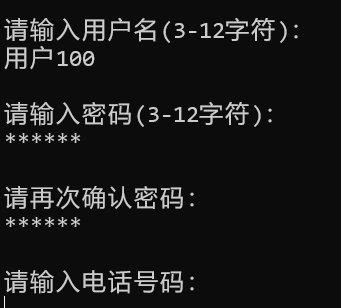 请输入用户名(3-12字符):
用户100
请输入密码(3-12字符):
******
请再次确认密码:
******
请输入电话号码: